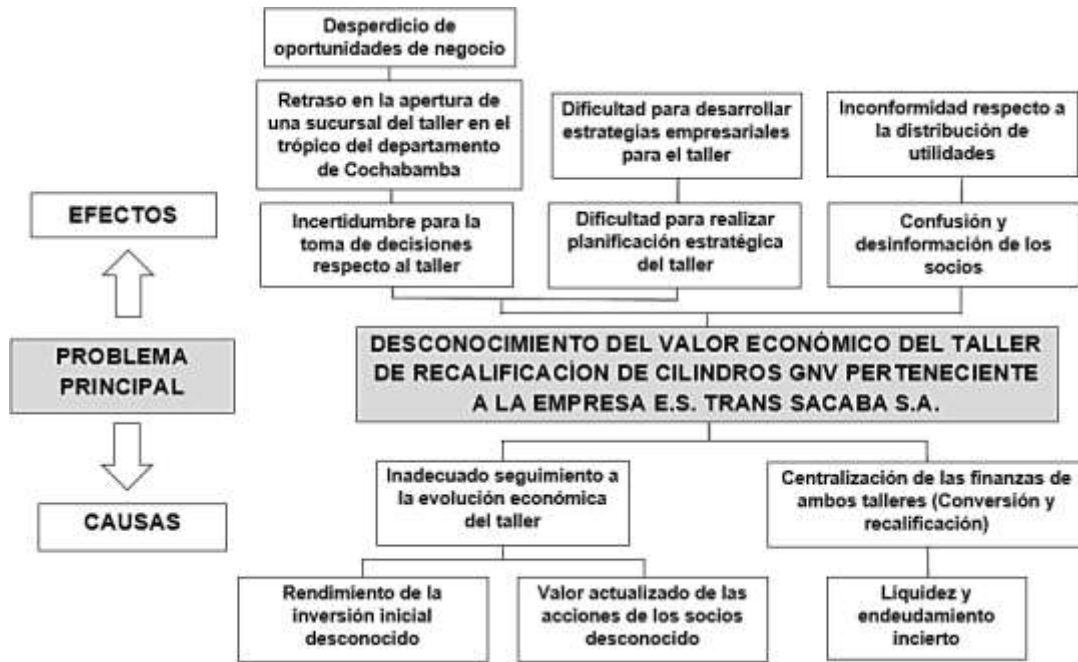 Desperdicio de
oportunidades de negocio
Retraso en la apertura de
una sucursal del taller en el
trópico del departamento
de Cochabamba
Dificultad para desarrollar
estrategias empresariales
para el taller
Inconformidad respecto a
la distribución de
utilidades
EFECTOS
Incertidumbre para la
toma de decisiones
respecto al taller
Dificultad para realizar
planificación estratégica
del taller
Confusión y
desinformación de los
socios
PROBLEMA
PRINCIPAL
DESCONOCIMIENTO DEL VALOR ECONÓMICO DEL TALLER
DE RECALIFICACÍON DE CILINDROS GNV PERTENECIENTE
A LA EMPRESA E.S. TRANS SACABA S.A.
Inadecuado seguimiento a
la evolución económica
del taller
Centralización de las finanzas de
ambos talleres (Conversión y
recalificación)
CAUSAS
Rendimiento de la
inversión inicial
desconocido
Valor actualizado de las
acciones de los socios
desconocido
Liquidez y
endeudamiento
incierto